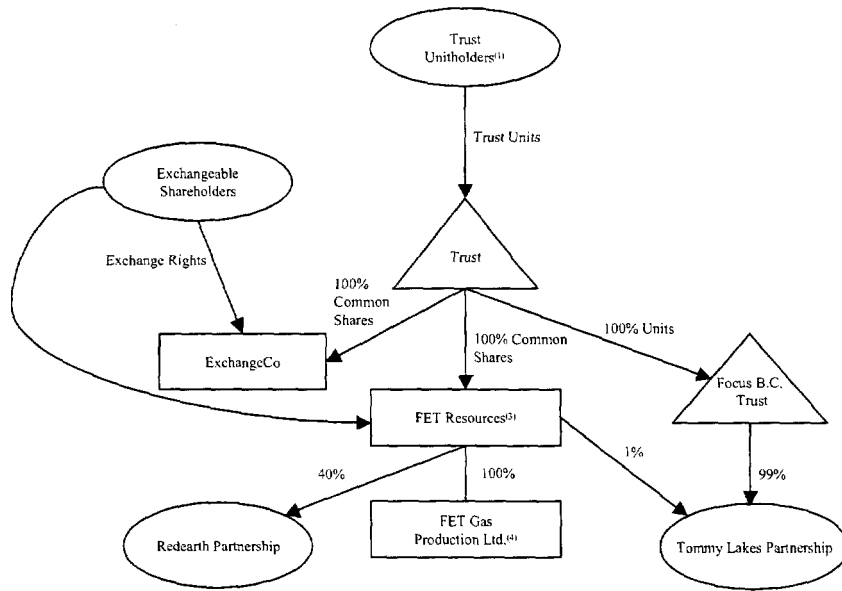 Trust
Unitholders(1)
Trust Units
Exchangeable
Shareholders
Exchange Rights
Trust
100%
Common
Shares
100% Common
Shares
100% Units
ExchangeCo
Focus B.C.
Trust
FET Resources(3)
40%
100%
1%
99%
FET Gas
Production Ltd.(4)
Redearth Partnership
Tommy Lakes Partnership